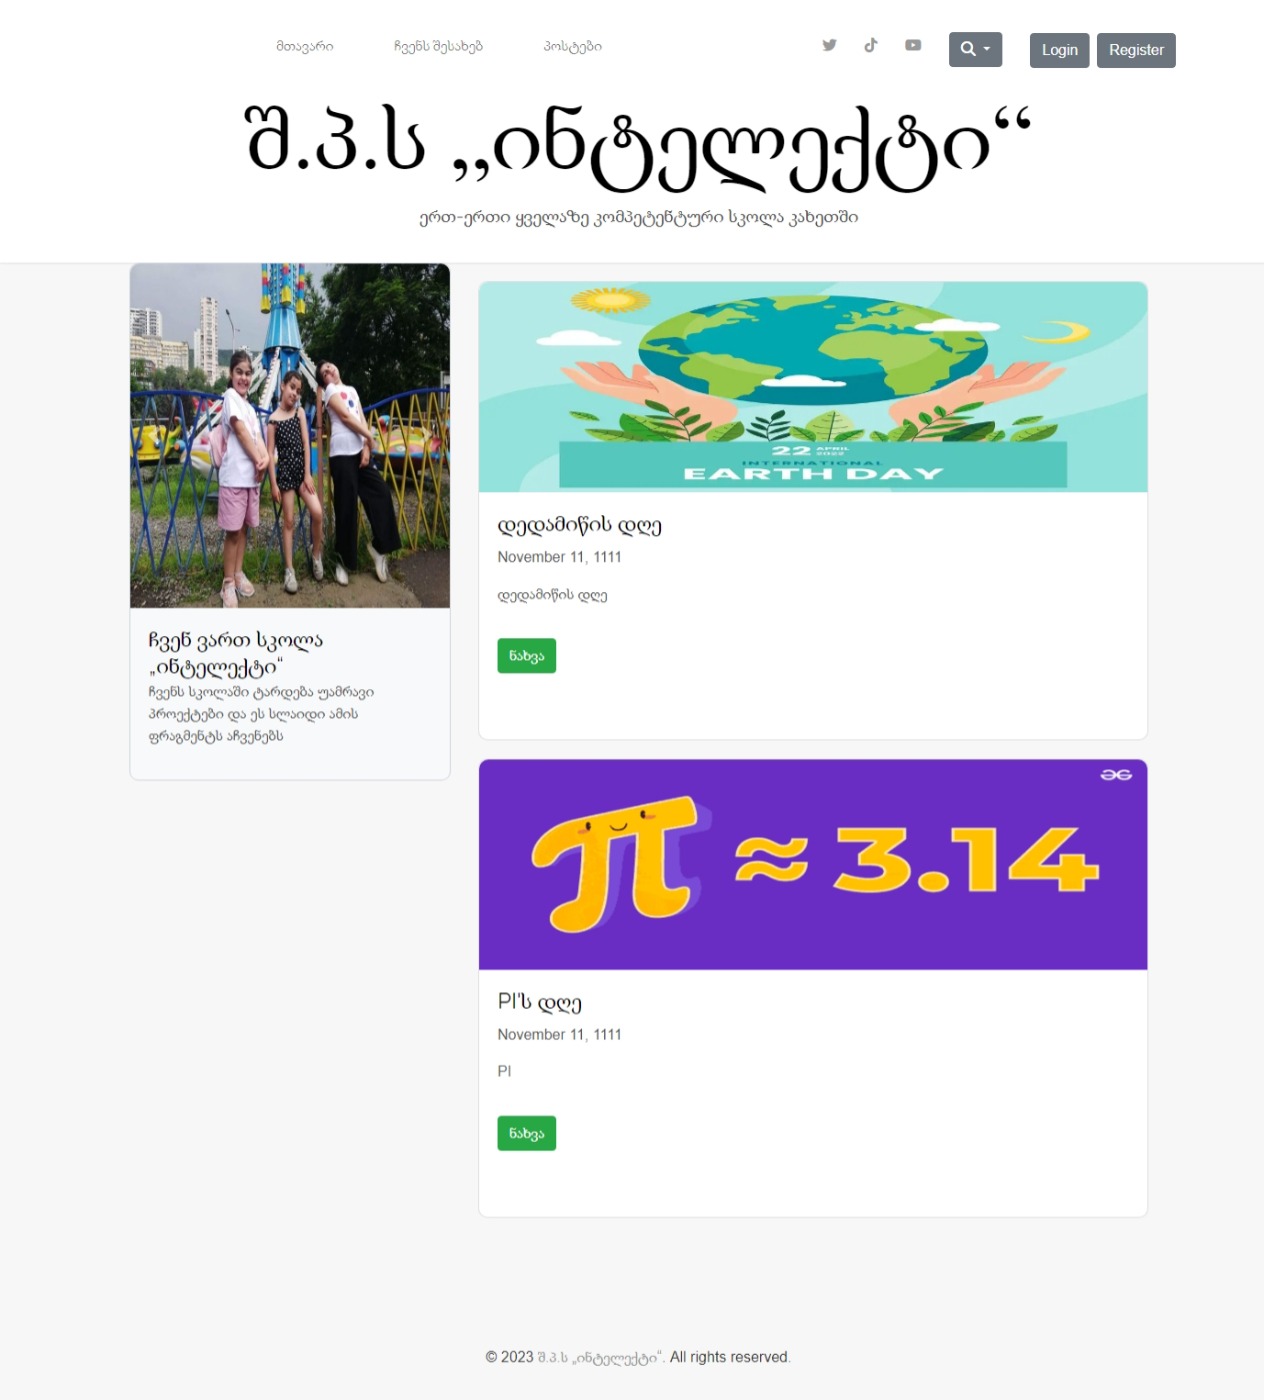 მთავარი ჩვენს შესახებ პოსტები Login Register
შ.პ.ს ,,ინტელექტი“
ერთ-ერთი ყველაზე კომპეტენტური სკოლა კახეთში
22 APRIL 2022
INTERNATIONAL
EARTH DAY
დედამიწის დღე
November 11, 1111
დედამიწის დღე
ნახვა
ჩვენ ვართ სკოლა
„ინტელექტი“
ჩვენს სკოლაში ტარდება უამრავი
პროექტები და ეს სლაიდი ამის
ფრაგმენტს აჩვენებს
π ≈ 3.14
PI'ს დღე
November 11, 1111
PI
ნახვა
© 2023 შ.პ.ს „ინტელექტი“. All rights reserved.